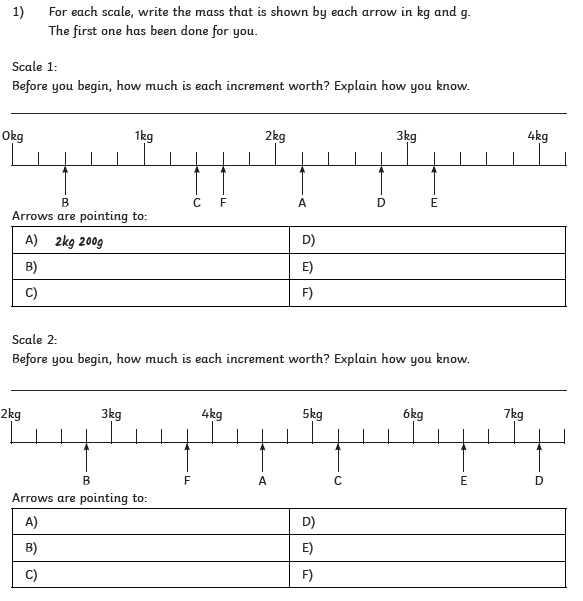 1) For each scale, write the mass that is shown by each arrow in kg and g.
The first one has been done for you.
Scale 1:
Before you begin, how much is each increment worth? Explain how you know.
0kg 1kg 2kg 3kg 4kg
B C F A D E
Arrows are pointing to:
A) 2kg 200g D)
B) E)
C) F)
Scale 2:
Before you begin, how much is each increment worth? Explain how you know.
2kg 3kg 4kg 5kg 6kg 7kg
B F A C E D
Arrows are pointing to:
A) D)
B) E)
C) F)